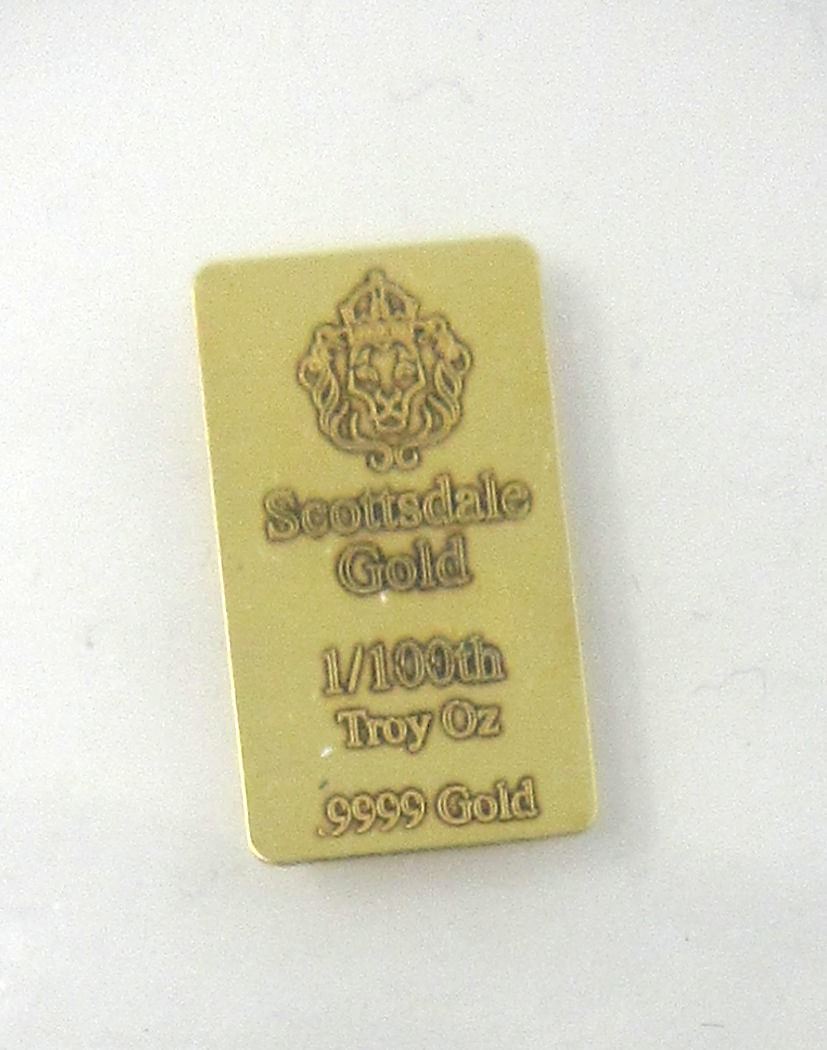 Scottsdale
Gold
1/100th
Troy Oz
.9999 Gold